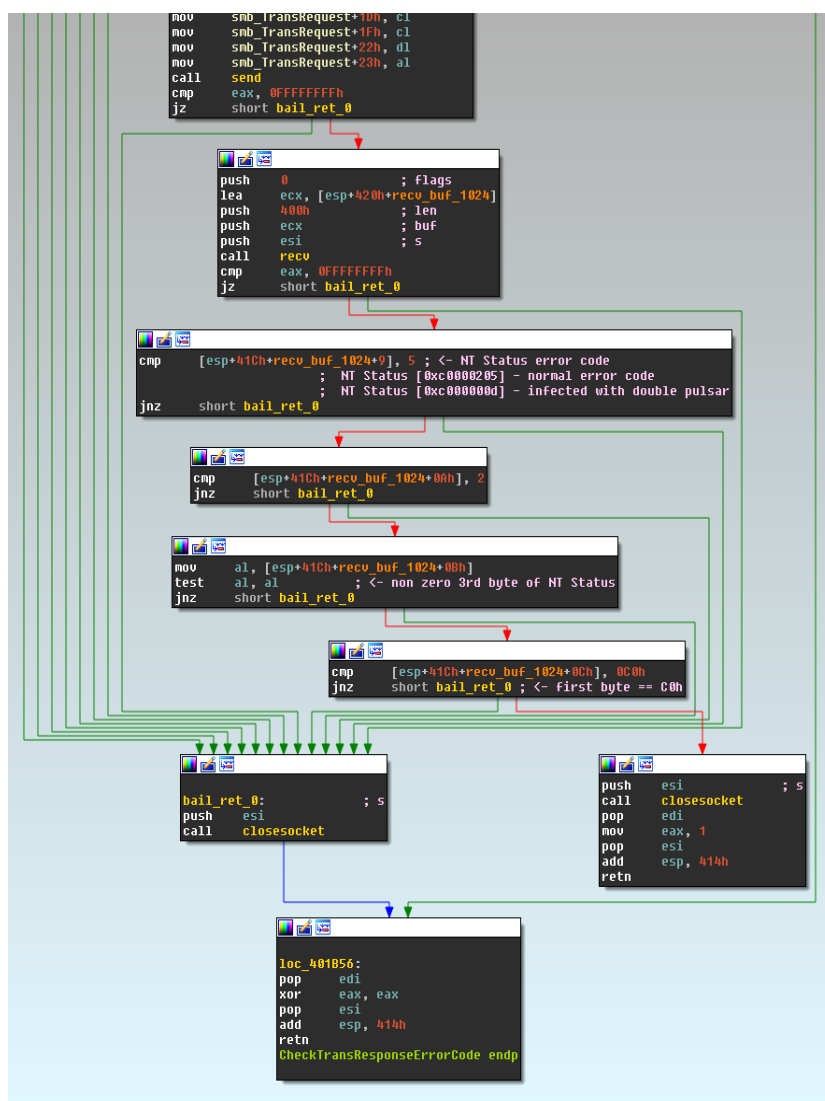 mov smb_TransRequest+1Dh, cl
mov smb_TransRequest+1Fh, cl
mov smb_TransRequest+22h, dl
mov smb_TransRequest+23h, al
call send
cmp eax, 0FFFFFFFFh
jz short bail_ret_0
push 0 ; flags
lea ecx, [esp+420h+recv_buf_1024]
push 400h ; len
push ecx ; buf
push esi ; s
call recv
cmp eax, 0FFFFFFFFh
jz short bail_ret_0
cmp [esp+41Ch+recv_buf_1024+9], 5 ; <- NT Status error code
; NT Status [0xc0000205] - normal error code
; NT Status [0xc000000d] - infected with double pulsar
jnz short bail_ret_0
cmp [esp+41Ch+recv_buf_1024+0Ah], 2
jnz short bail_ret_0
mov al, [esp+41Ch+recv_buf_1024+0Bh]
test al, al ; <- non zero 3rd byte of NT Status
jnz short bail_ret_0
cmp [esp+41Ch+recv_buf_1024+0Ch], 0C0h
jnz short bail_ret_0 ; <- first byte == C0h
bail_ret_0: ; s
push esi
call closesocket
push esi ; s
call closesocket
pop edi
mov eax, 1
pop esi
add esp, 414h
retn
loc_401B56:
pop edi
xor eax, eax
pop esi
add esp, 414h
retn
CheckTransResponseErrorCode endp